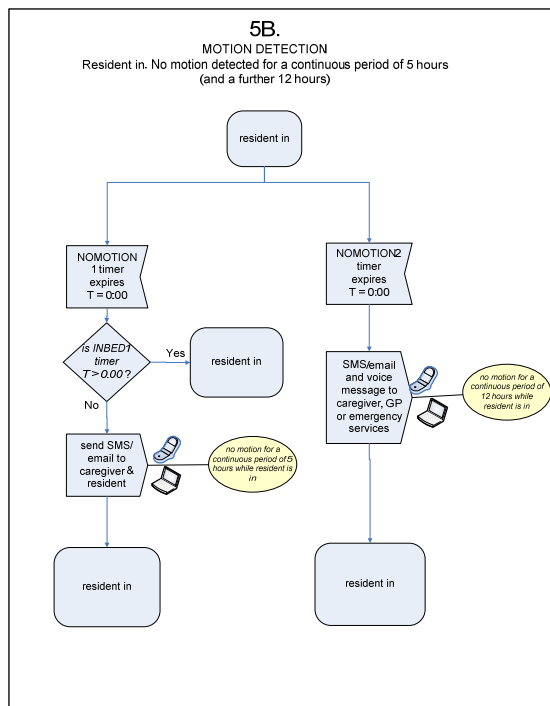 5B.
MOTION DETECTION
Resident in. No motion detected for a continuous period of 5 hours
(and a further 12 hours)
resident in
NOMOTION
1 timer
expires
T = 0:00
NOMOTION2
timer
expires
T = 0:00
is INBED1
timer
T > 0.00 ?
Yes
resident in
No
SMS/email
and voice
message to
caregiver, GP
or emergency
services
no motion for a
continuous period of
12 hours while
resident is in
send SMS/
email to
caregiver &
resident
no motion for a
continuous period of 5
hours while resident is
in
resident in
resident in